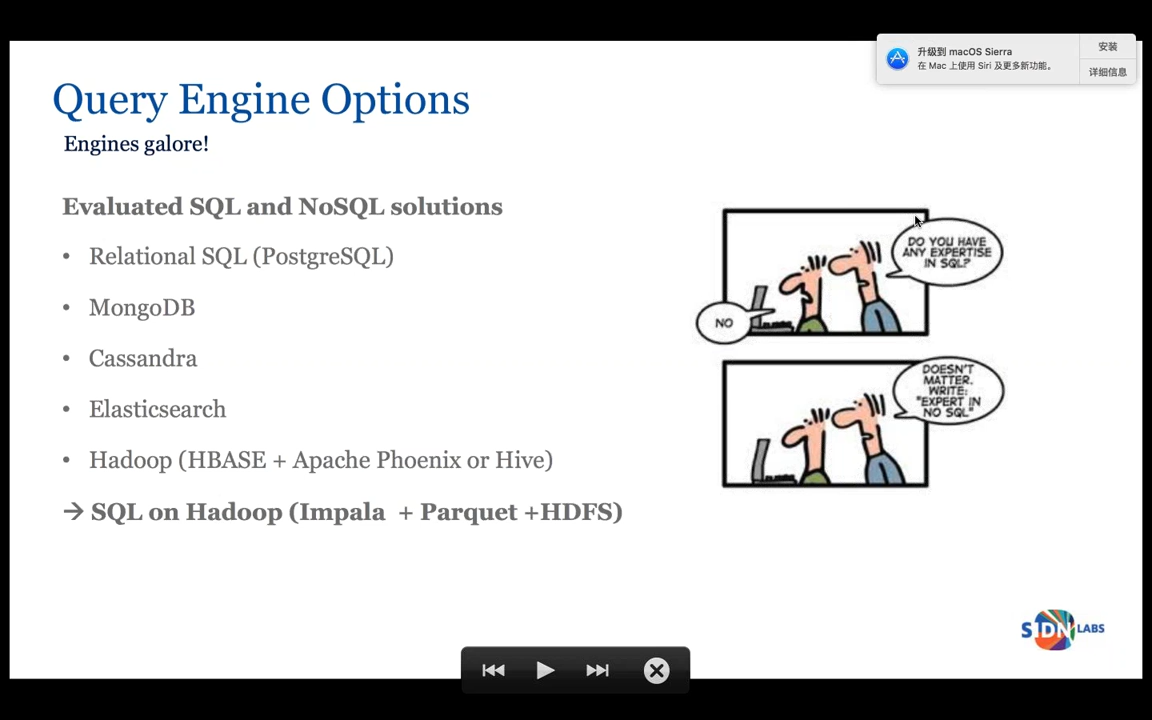 升级到 macOS Sierra
在 Mac 上使用 Siri 及更多新功能。
安装
详细信息
Query Engine Options
Engines galore!
Evaluated SQL and NoSQL solutions
• Relational SQL (PostgreSQL)
• MongoDB
• Cassandra
• Elasticsearch
• Hadoop (HBASE + Apache Phoenix or Hive)
→ SQL on Hadoop (Impala + Parquet +HDFS)
DO YOU HAVE
ANY EXPERTISE
IN SQL?
NO
DOESN'T
MATTER.
WRITE:
"EXPERT IN
NO SQL"
SIDN LABS